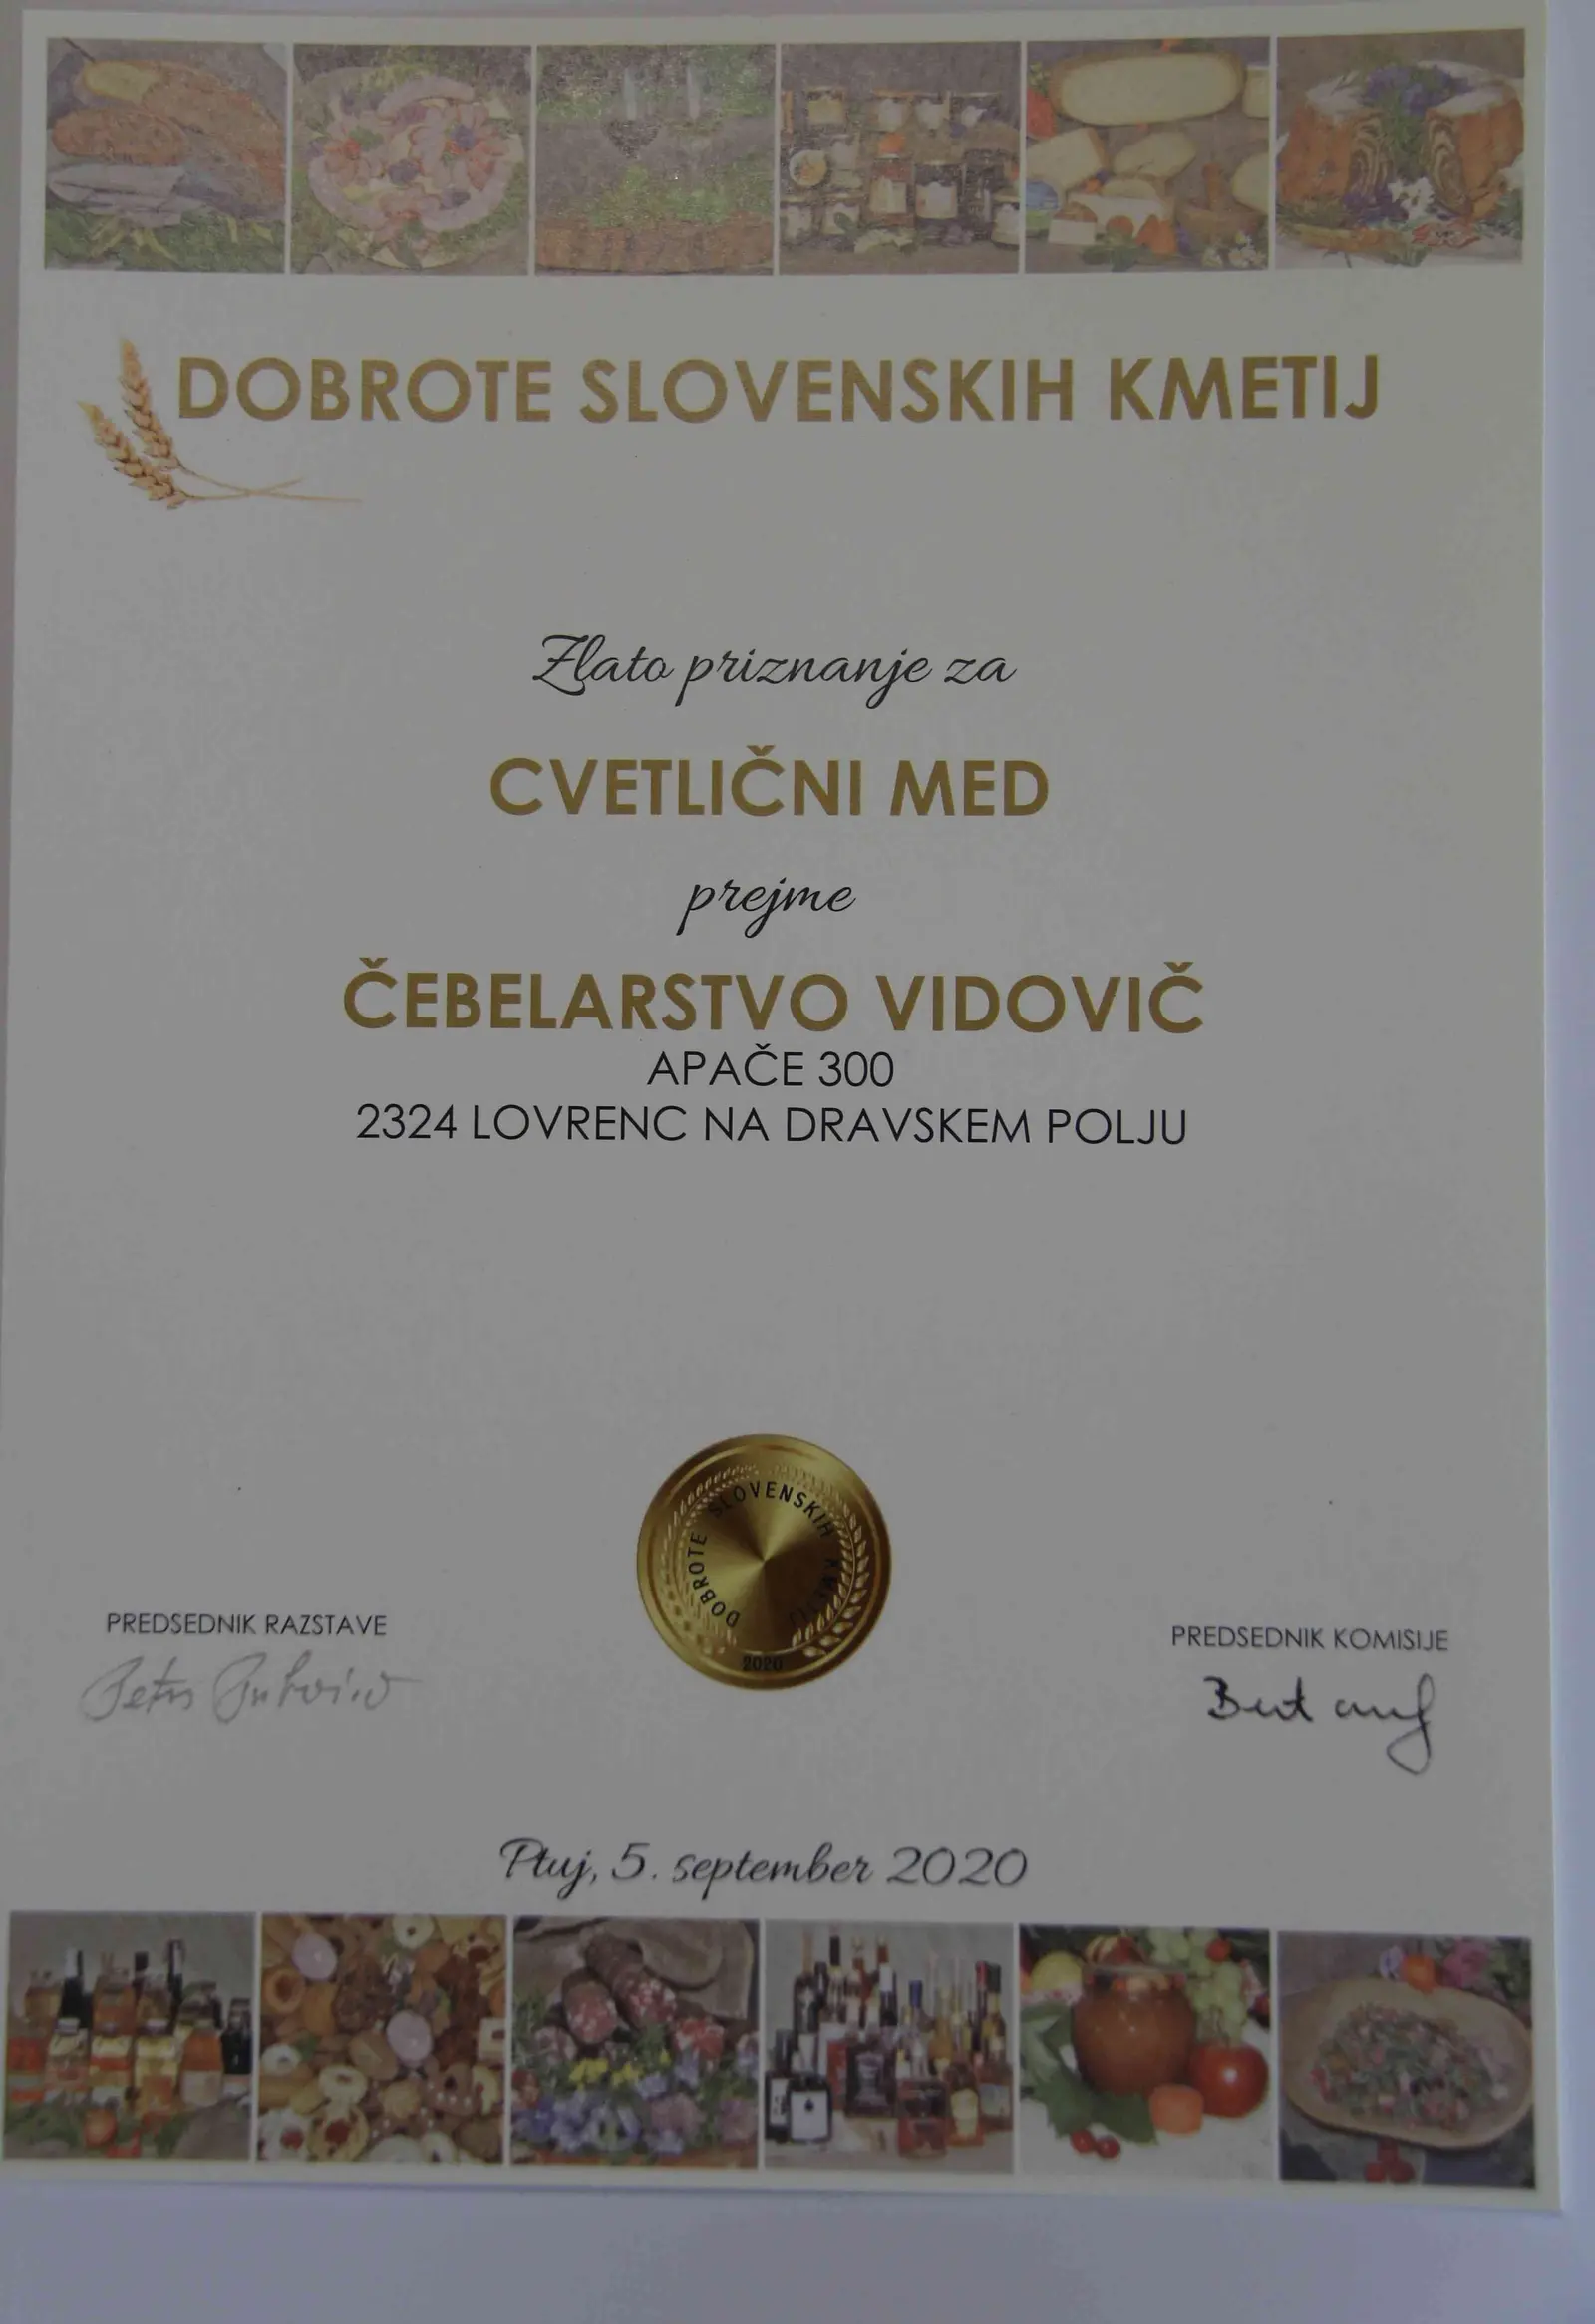 DOBROTE SLOVENSKIH KMETIJ
Zlato priznanje za
CVETLIČNI MED
prejme
ČEBELARSTVO VIDOVIČ
APAČE 300
2324 LOVRENC NA DRAVSKEM POLJU
DOBROTE SLOVENSKIH KMETIJ
2020
PREDSEDNIK RAZSTAVE
PREDSEDNIK KOMISIJE
Ptuj, 5. september 2020